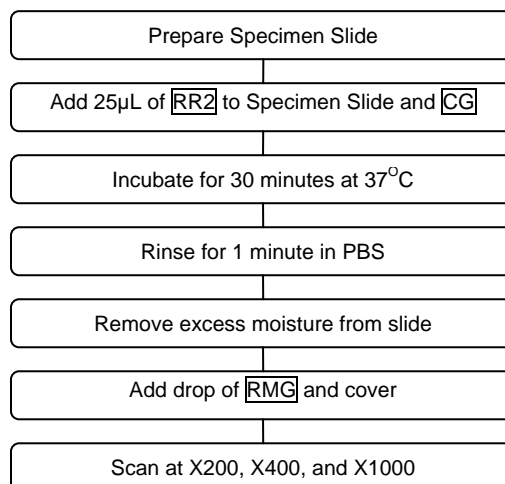 Prepare Specimen Slide
Add 25µL of RR2 to Specimen Slide and CG
Incubate for 30 minutes at 37°C
Rinse for 1 minute in PBS
Remove excess moisture from slide
Add drop of RMG and cover
Scan at X200, X400, and X1000